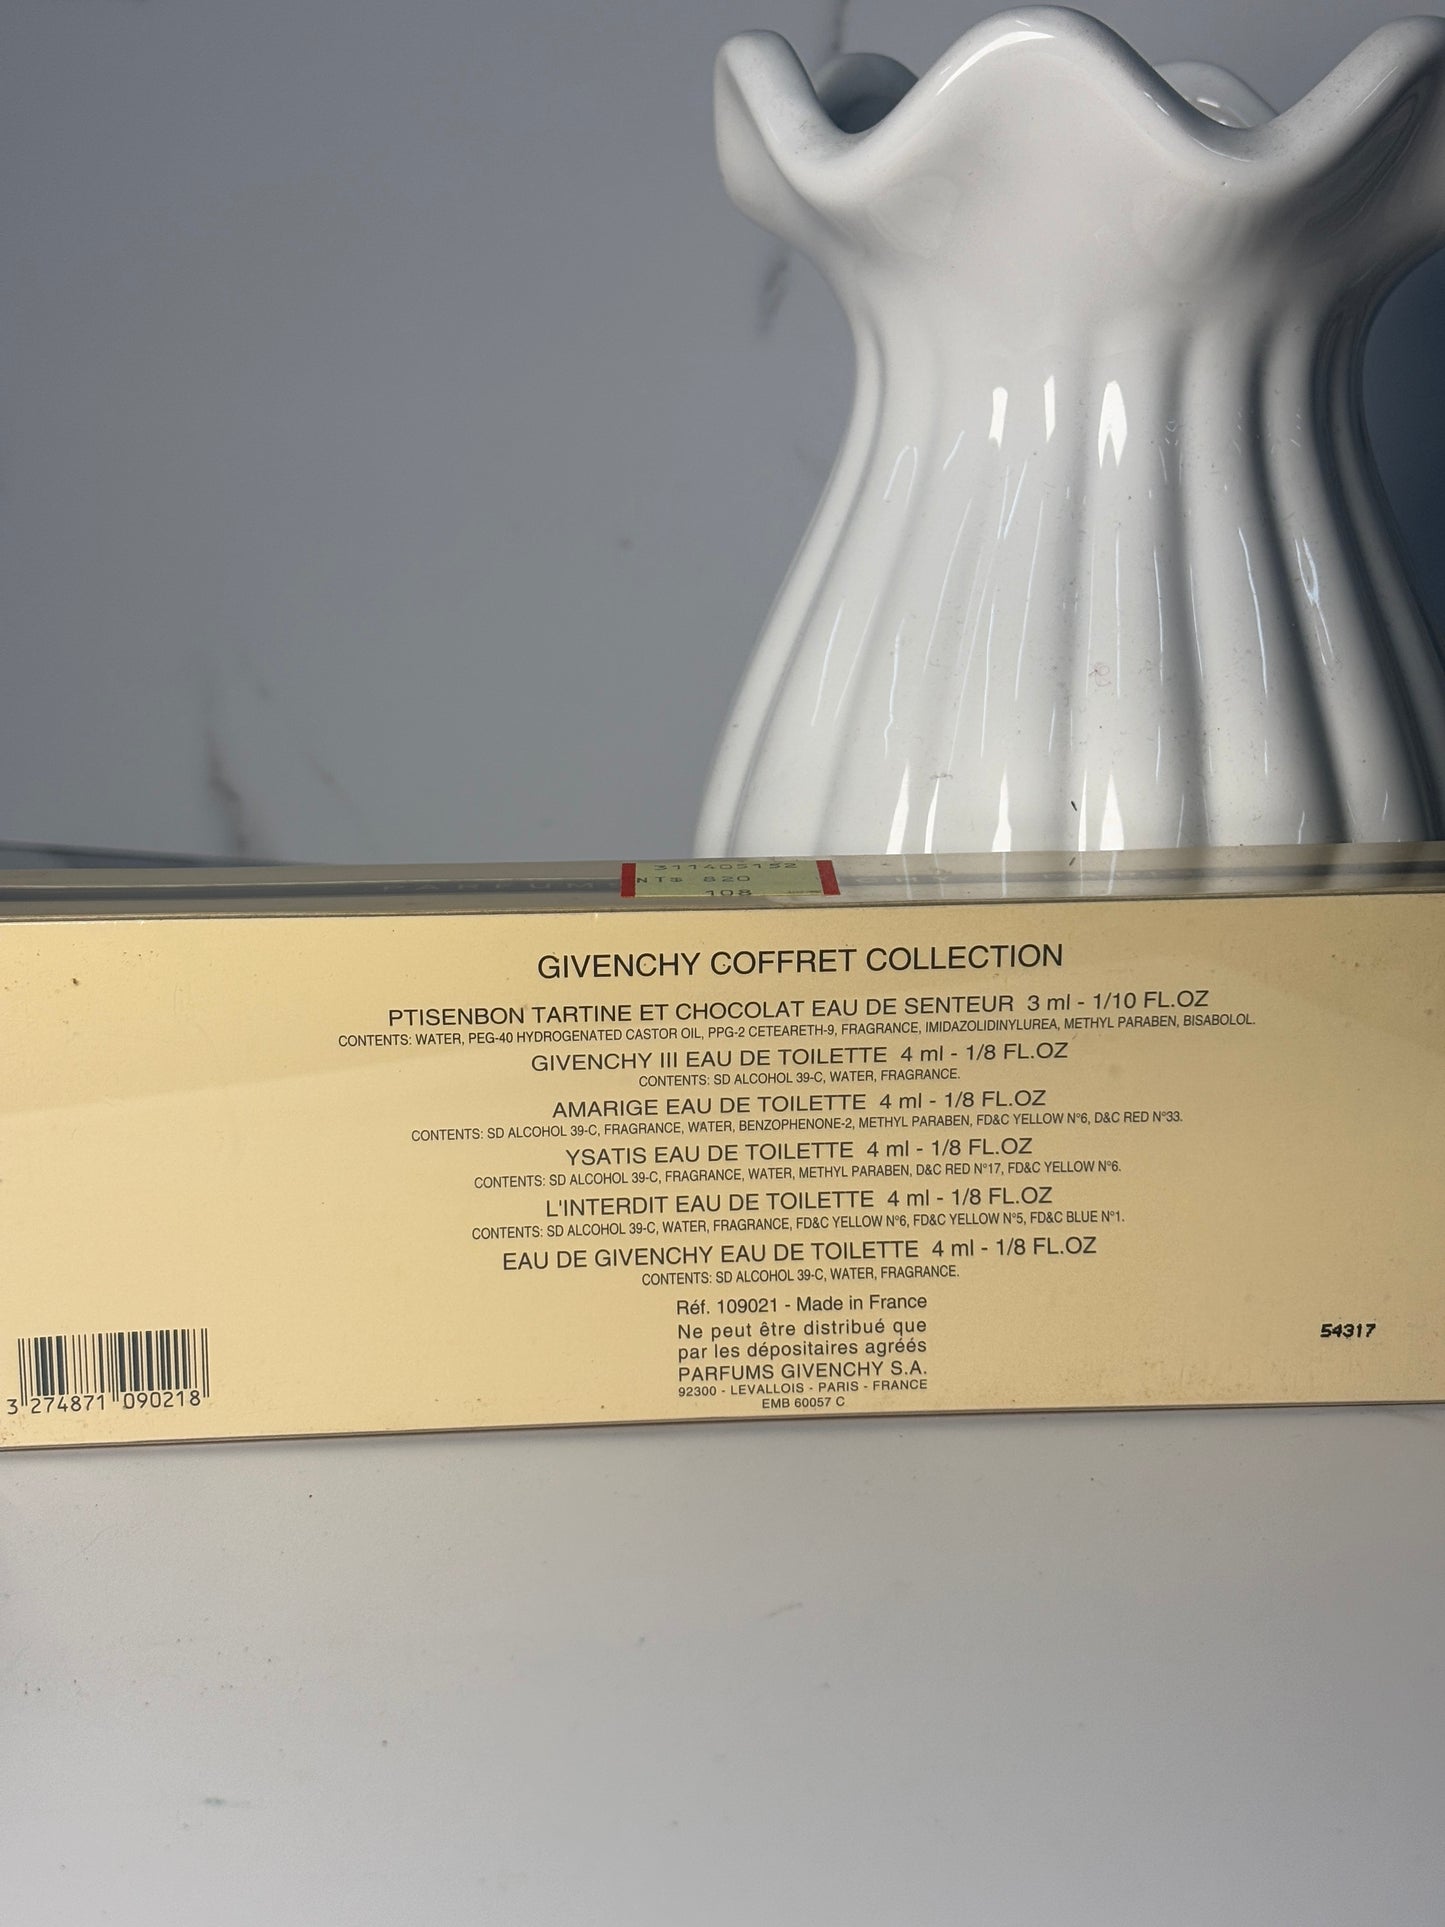 311405152
NT$ 820
108
PARFUMS
GIVENCHY COFFRET COLLECTION
PTISENBON TARTINE ET CHOCOLAT EAU DE SENTEUR 3 ml - 1/10 FL.OZ
CONTENTS: WATER, PEG-40 HYDROGENATED CASTOR OIL, PPG-2 CETEARETH-9, FRAGRANCE, IMIDAZOLIDINYLUREA, METHYL PARABEN, BISABOLOL.
GIVENCHY III EAU DE TOILETTE 4 ml - 1/8 FL.OZ
CONTENTS: SD ALCOHOL 39-C, WATER, FRAGRANCE.
AMARIGE EAU DE TOILETTE 4 ml - 1/8 FL.OZ
CONTENTS: SD ALCOHOL 39-C, FRAGRANCE, WATER, BENZOPHENONE-2, METHYL PARABEN, FD&C YELLOW N°6, D&C RED N°33.
YSATIS EAU DE TOILETTE 4 ml - 1/8 FL.OZ
CONTENTS: SD ALCOHOL 39-C, FRAGRANCE, WATER, METHYL PARABEN, D&C RED N°17, FD&C YELLOW N°6.
L'INTERDIT EAU DE TOILETTE 4 ml - 1/8 FL.OZ
CONTENTS: SD ALCOHOL 39-C, WATER, FRAGRANCE, FD&C YELLOW N°6, FD&C YELLOW N°5, FD&C BLUE N°1.
EAU DE GIVENCHY EAU DE TOILETTE 4 ml - 1/8 FL.OZ
CONTENTS: SD ALCOHOL 39-C, WATER, FRAGRANCE.
Réf. 109021 - Made in France
Ne peut être distribué que
par les dépositaires agréés
PARFUMS GIVENCHY S.A.
92300 - LEVALLOIS - PARIS - FRANCE
EMB 60057 C
54317
3 274871 090218